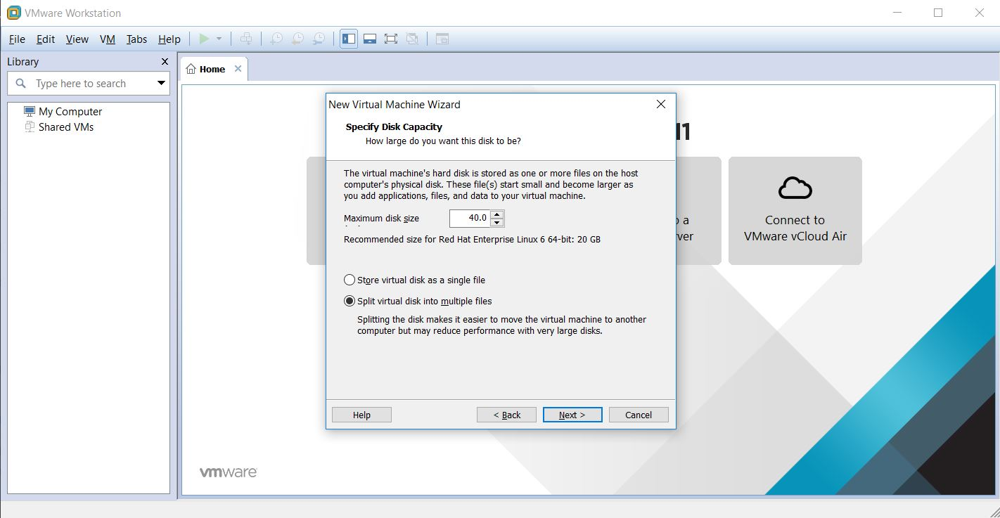 VMware Workstation
File Edit View VM Tabs Help
Library
Type here to search
My Computer
Shared VMs
Home
11
New Virtual Machine Wizard
Specify Disk Capacity
How large do you want this disk to be?
The virtual machine's hard disk is stored as one or more files on the host
computer's physical disk. These file(s) start small and become larger as
you add applications, files, and data to your virtual machine.
Maximum disk size
40.0
Recommended size for Red Hat Enterprise Linux 6 64-bit: 20 GB
Store virtual disk as a single file
Split virtual disk into multiple files
Splitting the disk makes it easier to move the virtual machine to another
computer but may reduce performance with very large disks.
Help
< Back
Next >
Cancel
a
Connect to
VMware vCloud Air
vmware